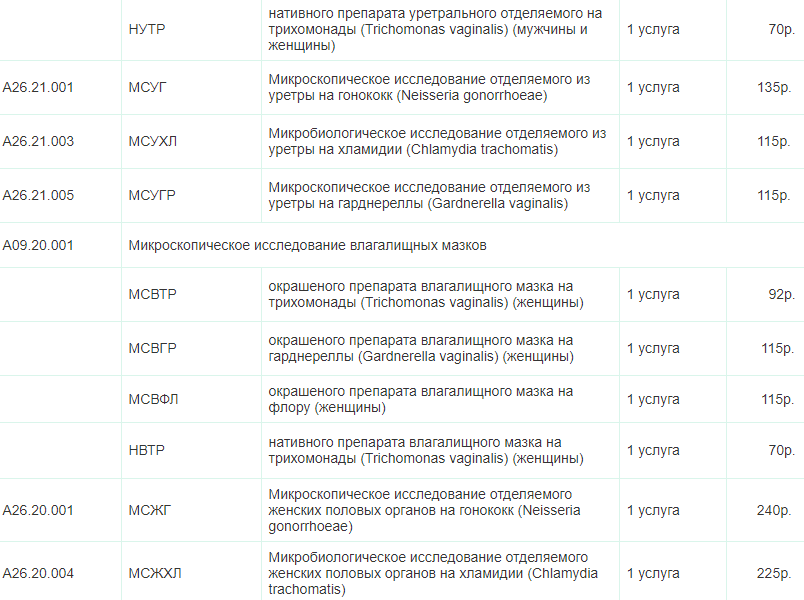 нативного препарата уретрального отделяемого на
НУТР трихомонады (Trichomonas vaginalis) (мужчины и 1 услуга 70р.
женщины)
A26.21.001 МСУГ Микроскопическое исследование отделяемого из 1 услуга 135р.
уретры на гонококк (Neisseria gonorrhoeae)
A26.21.003 МСУХЛ Микробиологическое исследование отделяемого из 1 услуга 115р.
уретры на хламидии (Chlamydia trachomatis)
A26.21.005 МСУГР Микроскопическое исследование отделяемого из 1 услуга 115р.
уретры на гарднереллы (Gardnerella vaginalis)
A09.20.001 Микроскопическое исследование влагалищных мазков
МСВТР окрашеного препарата влагалищного мазка на 1 услуга 92р.
трихомонады (Trichomonas vaginalis) (женщины)
МСВГР окрашеного препарата влагалищного мазка на 1 услуга 115р.
гарднереллы (Gardnerella vaginalis) (женщины)
МСВФЛ окрашеного препарата влагалищного мазка на 1 услуга 115р.
флору (женщины)
НВТР нативного препарата влагалищного мазка на 1 услуга 70р.
трихомонады (Trichomonas vaginalis) (женщины)
A26.20.001 МСЖГ Микроскопическое исследование отделяемого 1 услуга 240р.
женских половых органов на гонококк (Neisseria
gonorrhoeae)
A26.20.004 МСЖХЛ Микробиологическое исследование отделяемого 1 услуга 225р.
женских половых органов на хламидии (Chlamydia
trachomatis)